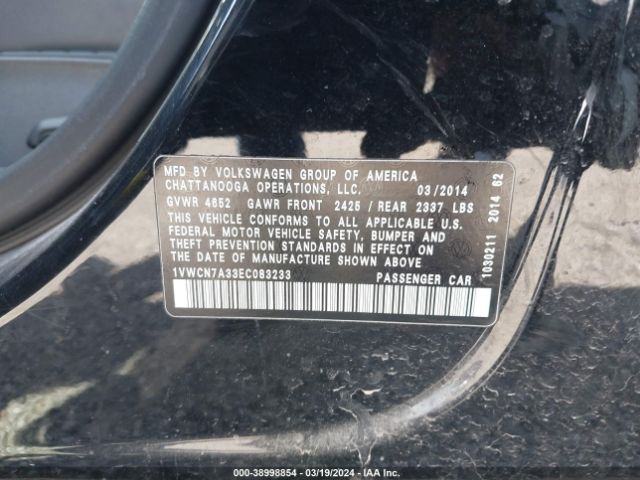 MFD BY VOLKSWAGEN GROUP OF AMERICA
CHATTANOOGA OPERATIONS, LLC. 03/2014
GVWR 4652 GAWR FRONT 2425 / REAR 2337 LBS
THIS VEHICLE CONFORMS TO ALL APPLICABLE U.S.
FEDERAL MOTOR VEHICLE SAFETY, BUMPER AND
THEFT PREVENTION STANDARDS IN EFFECT ON
THE DATE OF MANUFACTURE SHOWN ABOVE
1VWCN7A33EC083233 PASSENGER CAR
1030211 2014 62
000-38998854 - 03/19/2024 - IAA Inc.